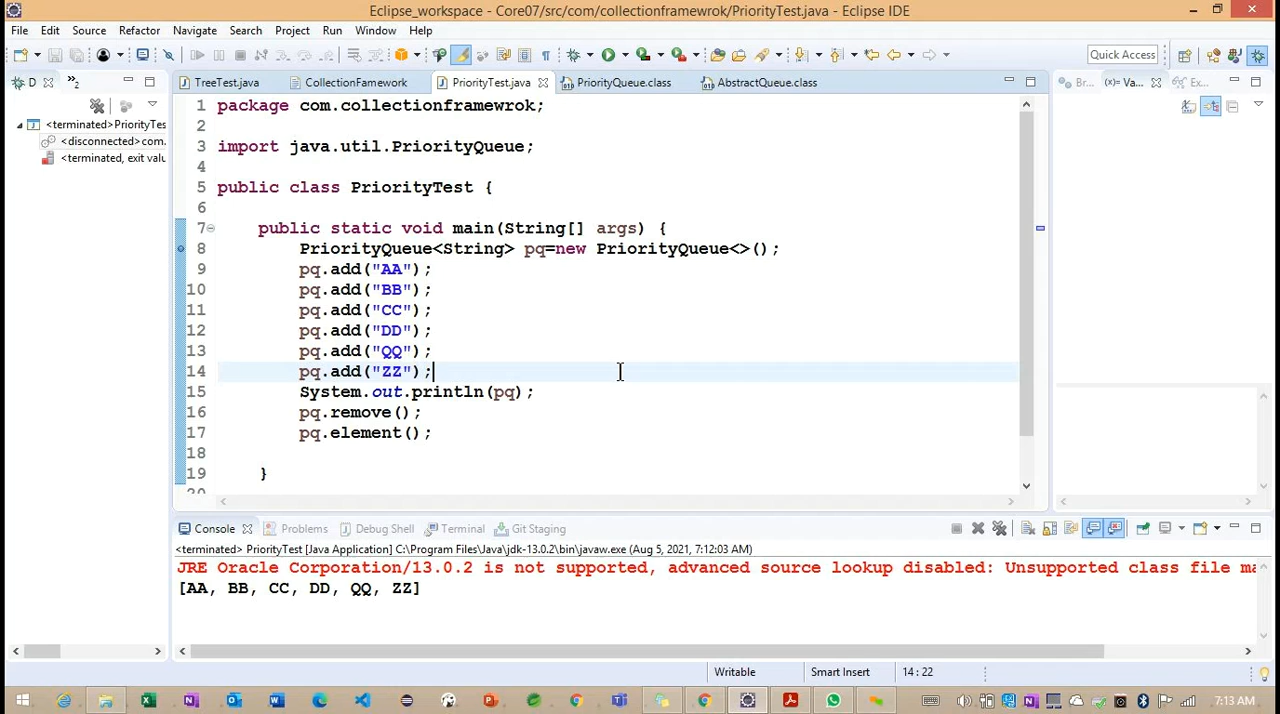 Eclipse_workspace - Core07/src/com/collectionframewrok/PriorityTest.java - Eclipse IDE
File Edit Source Refactor Navigate Search Project Run Window Help
Quick Access
D
TreeTest.java CollectionFamework PriorityTest.java PriorityQueue.class AbstractQueue.class
Br... (x)= Va... Ex...
<terminated>PriorityTes
<disconnected>com.
<terminated, exit valu
1 package com.collectionframewrok;
2
3 import java.util.PriorityQueue;
4
5 public class PriorityTest {
6
7 public static void main(String[] args) {
8 PriorityQueue<String> pq=new PriorityQueue<>();
9 pq.add("AA");
10 pq.add("BB");
11 pq.add("CC");
12 pq.add("DD");
13 pq.add("QQ");
14 pq.add("ZZ");
15 System.out.println(pq);
16 pq.remove();
17 pq.element();
18
19 }
20
Console Problems Debug Shell Terminal Git Staging
<terminated> PriorityTest [Java Application] C:\Program Files\Java\jdk-13.0.2\bin\javaw.exe (Aug 5, 2021, 7:12:03 AM)
JRE Oracle Corporation/13.0.2 is not supported, advanced source lookup disabled: Unsupported class file ma
[AA, BB, CC, DD, QQ, ZZ]
Writable Smart Insert 14 : 22
7:13 AM